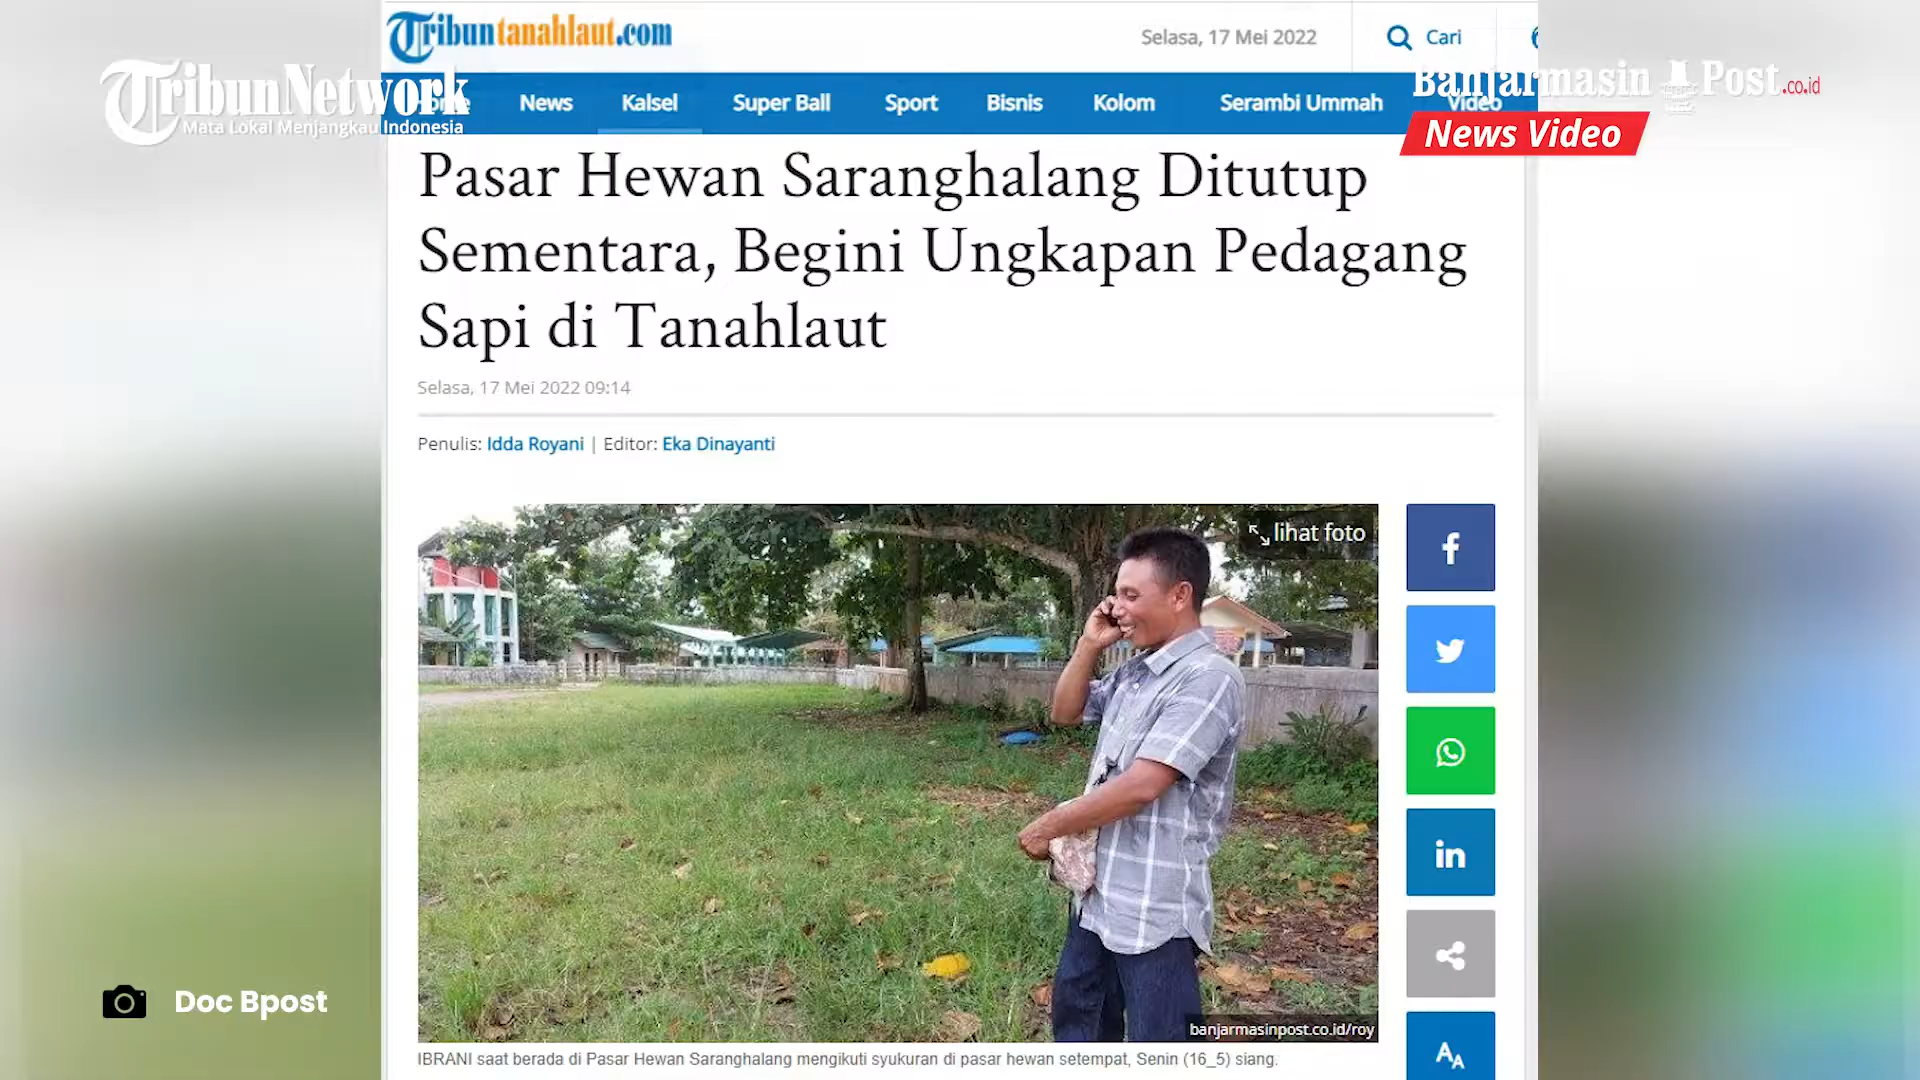 Tribuntanahlaut.com
Selasa, 17 Mei 2022
Cari
TribunNetwork
Mata Lokal Menjangkau Indonesia
Banjarmasin Post.co.id
News Video
News
Kalsel
Super Ball
Sport
Bisnis
Kolom
Serambi Ummah
Video
Pasar Hewan Saranghalang Ditutup
Sementara, Begini Ungkapan Pedagang
Sapi di Tanahlaut
Selasa, 17 Mei 2022 09:14
Penulis: Idda Royani | Editor: Eka Dinayanti
lihat foto
banjarmasinpost.co.id/roy
IBRANI saat berada di Pasar Hewan Saranghalang mengikuti syukuran di pasar hewan setempat, Senin (16_5) siang.
Doc Bpost